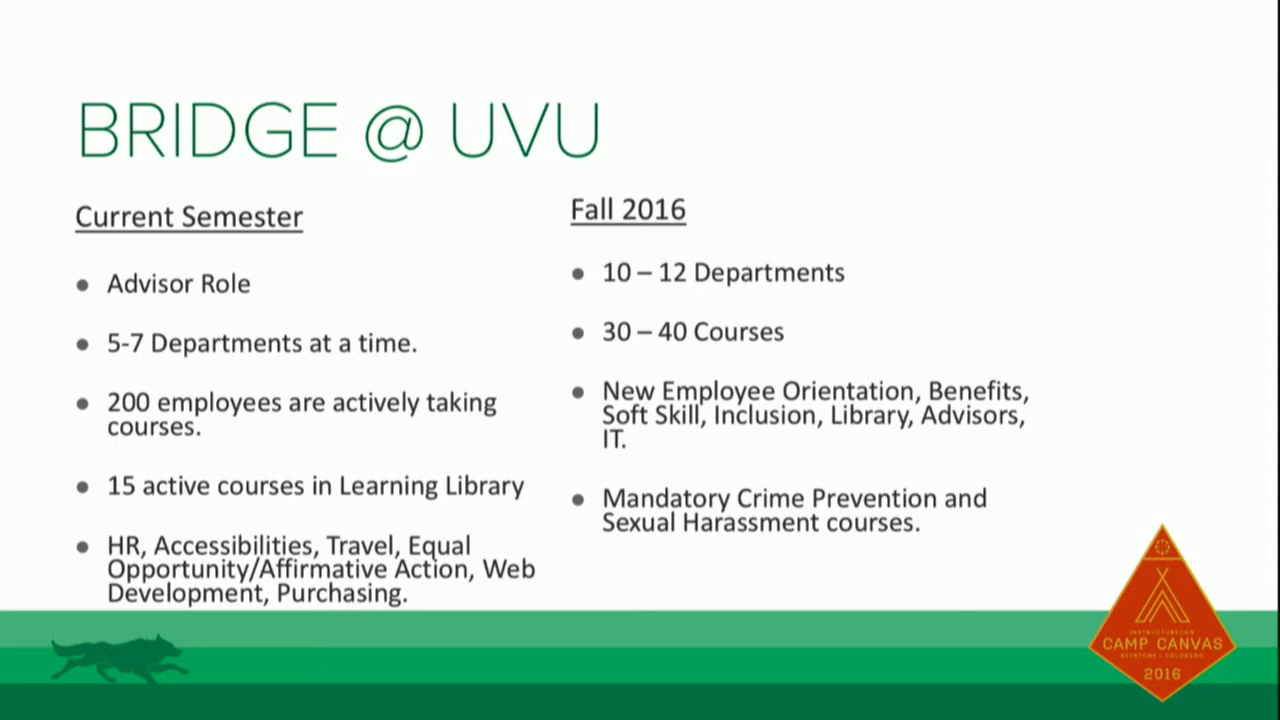 BRIDGE @ UVU
Current Semester
● Advisor Role
● 5-7 Departments at a time.
● 200 employees are actively taking
courses.
● 15 active courses in Learning Library
● HR, Accessibilities, Travel, Equal
Opportunity/Affirmative Action, Web
Development, Purchasing.
Fall 2016
● 10 – 12 Departments
● 30 – 40 Courses
● New Employee Orientation, Benefits,
Soft Skill, Inclusion, Library, Advisors,
IT.
● Mandatory Crime Prevention and
Sexual Harassment courses.
INSTRUCTURECON
CAMP CANVAS
KEYSTONE • COLORADO
2016